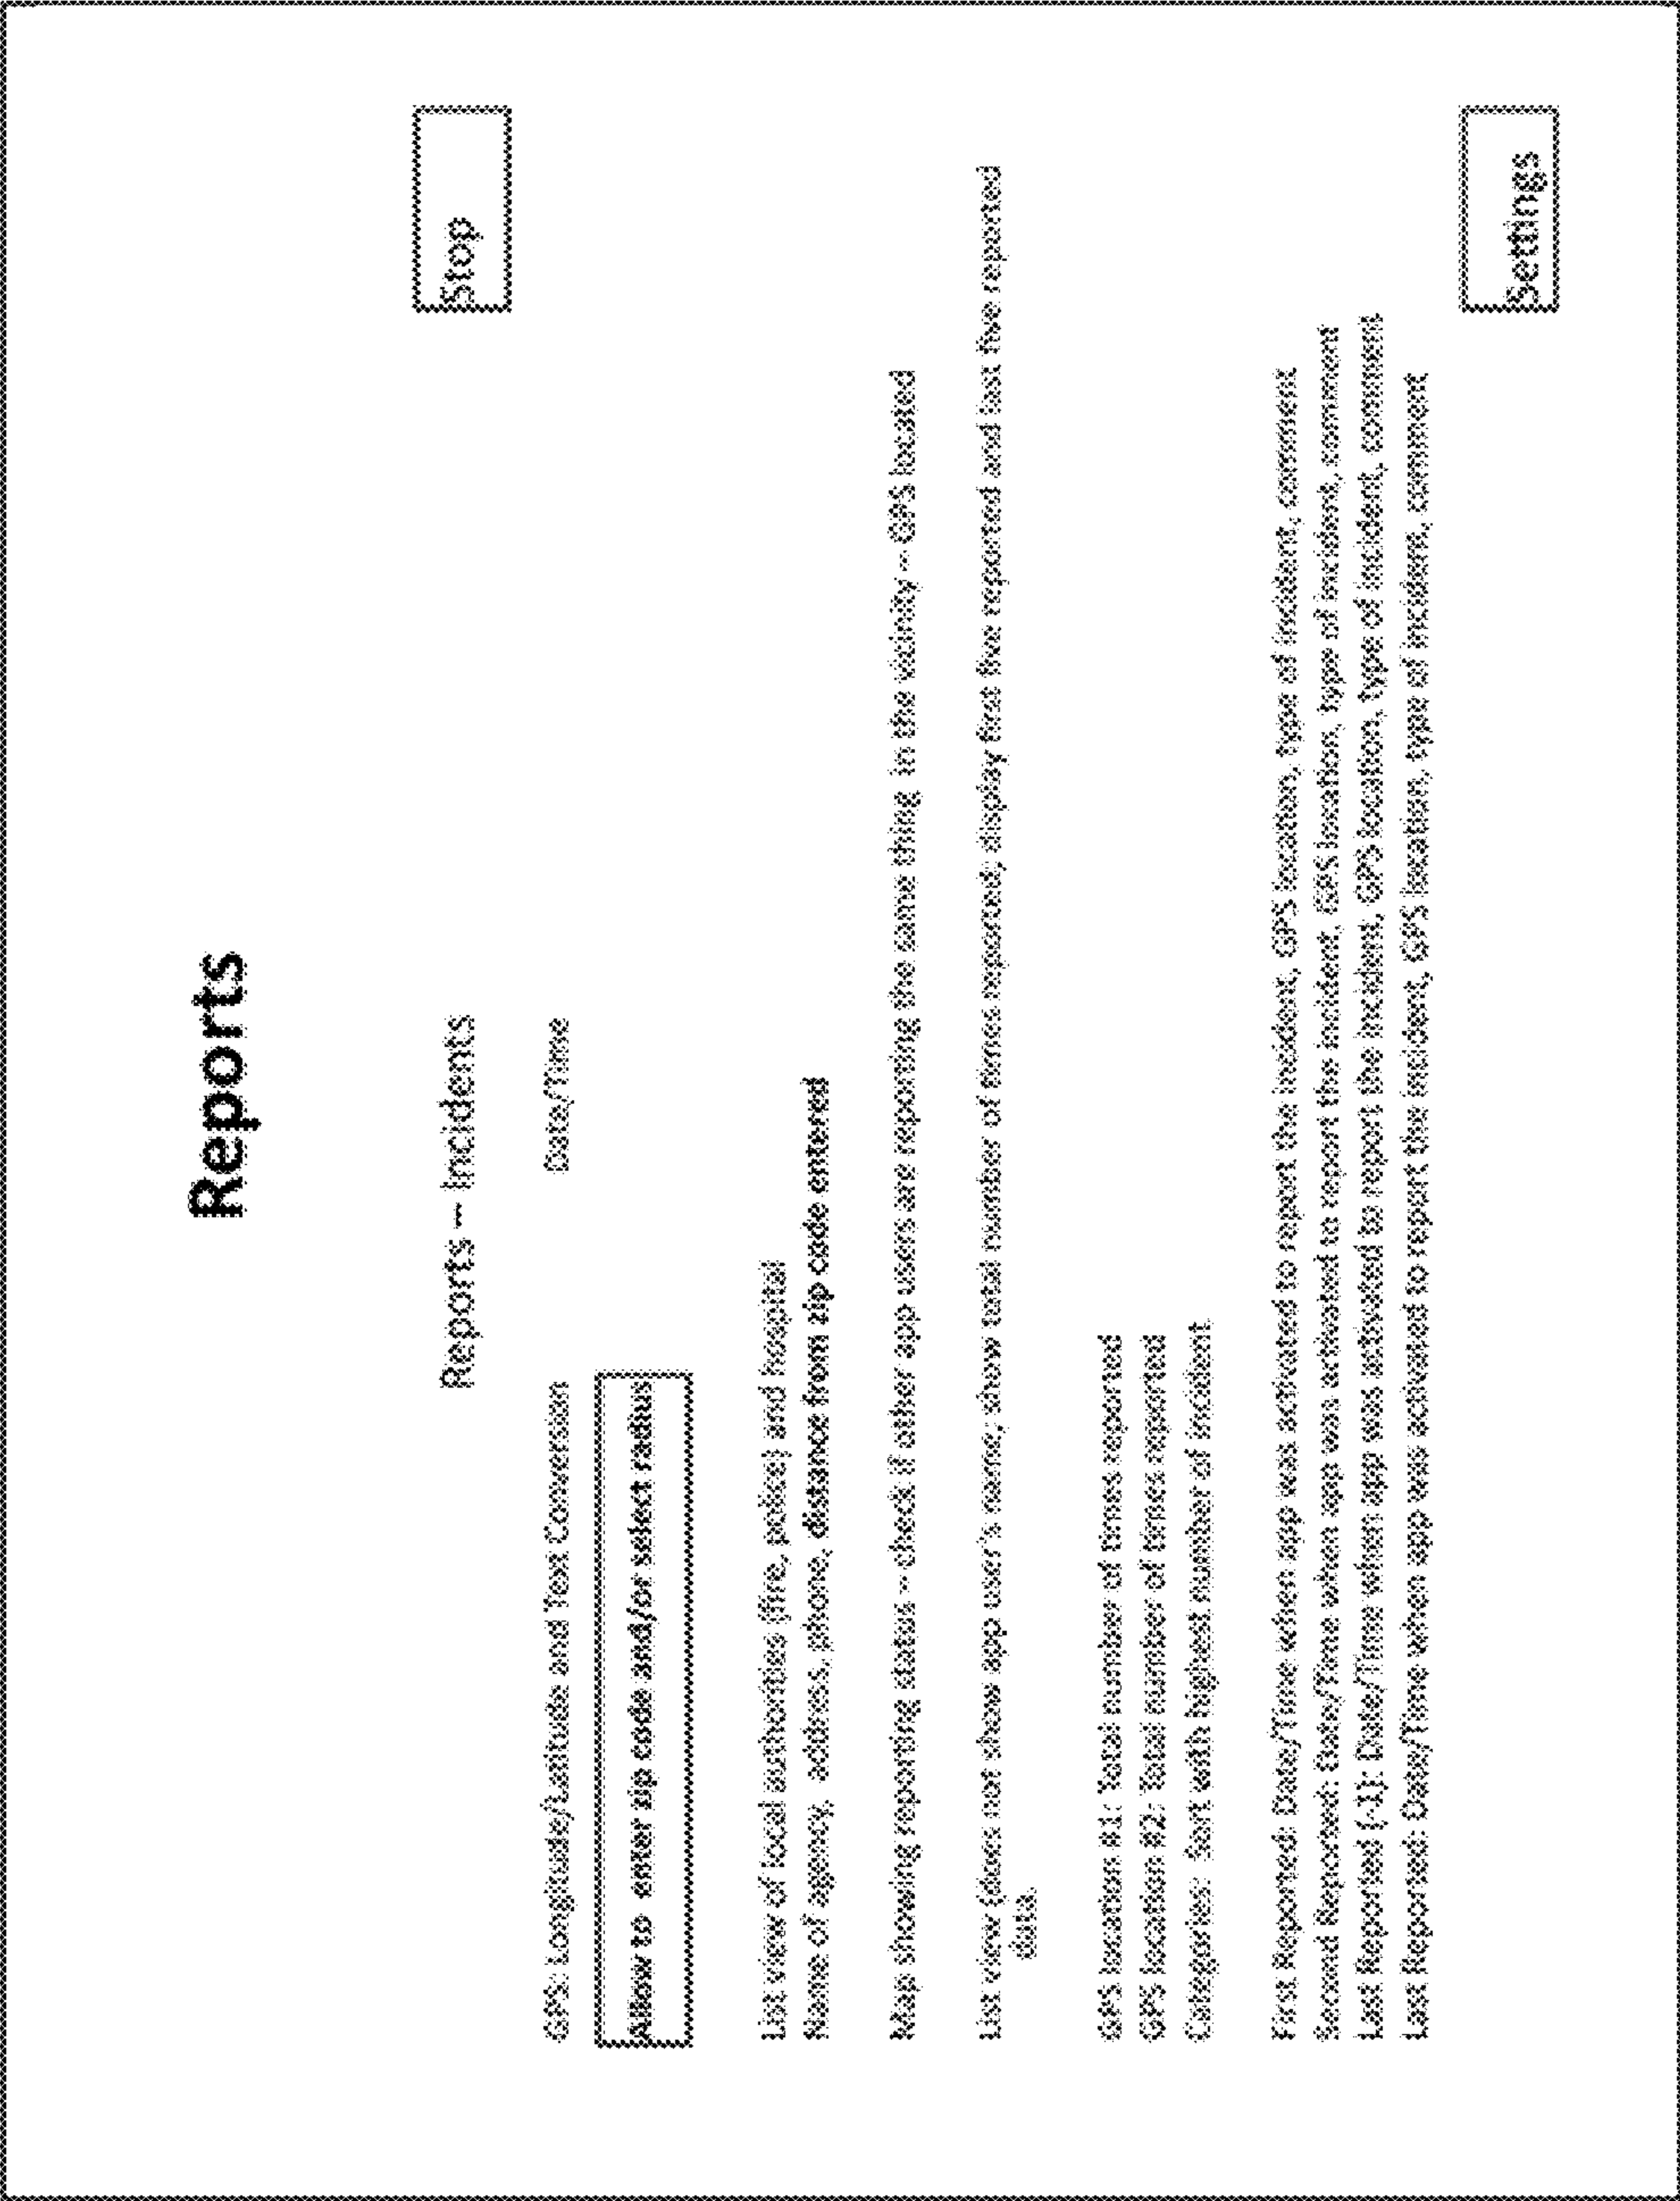 Reports
Reports – Incidents
Stop
GPS: Longitude/Latitude and Text Conversion
Date/Time
Allow to enter zip code and/or select radius
List view of local authorities (fire, police) and hospital
Name of agency, address, phone, distance from zip code entered
Map showing reporting status – check if other app users are reporting the same thing in the vicinity – GPS located
List view (does not show app user's name; show total number of times reported; display first five reported and last five reported
data.
GPS location #1: Total number of times reported
GPS location #2: Total number of times reported
Categories: Sort with highest number of incident
First Reported: Date/Time when app was activated to report the incident, GPS location, type of incident, comment
Second Reported: Date/Time when app was activated to report the incident, GPS location, type of incident, comment
Last Reported (-1): Date/Time when app was activated to report the incident, GPS location, type of incident, comment
Last Reported: Date/Time when app was actived to report the incident, GPS location, type of incident, comment
Settings